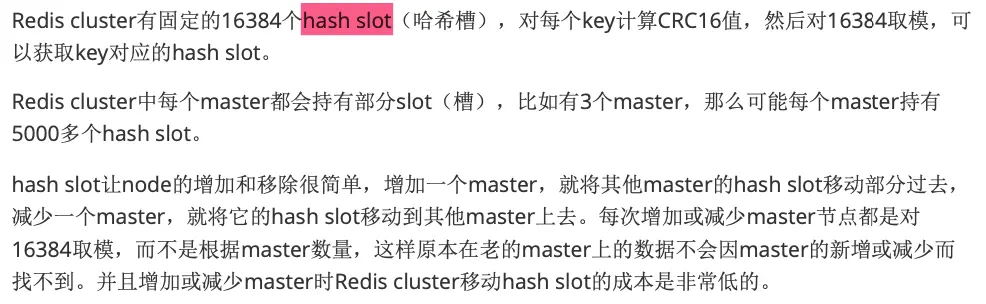 Redis cluster有固定的16384个hash slot（哈希槽），对每个key计算CRC16值，然后对16384取模，可
以获取key对应的hash slot。
Redis cluster中每个master都会持有部分slot（槽），比如有3个master，那么可能每个master持有
5000多个hash slot。
hash slot让node的增加和移除很简单，增加一个master，就将其他master的hash slot移动部分过去，
减少一个master，就将它的hash slot移动到其他master上去。每次增加或减少master节点都是对
16384取模，而不是根据master数量，这样原本在老的master上的数据不会因master的新增或减少而
找不到。并且增加或减少master时Redis cluster移动hash slot的成本是非常低的。